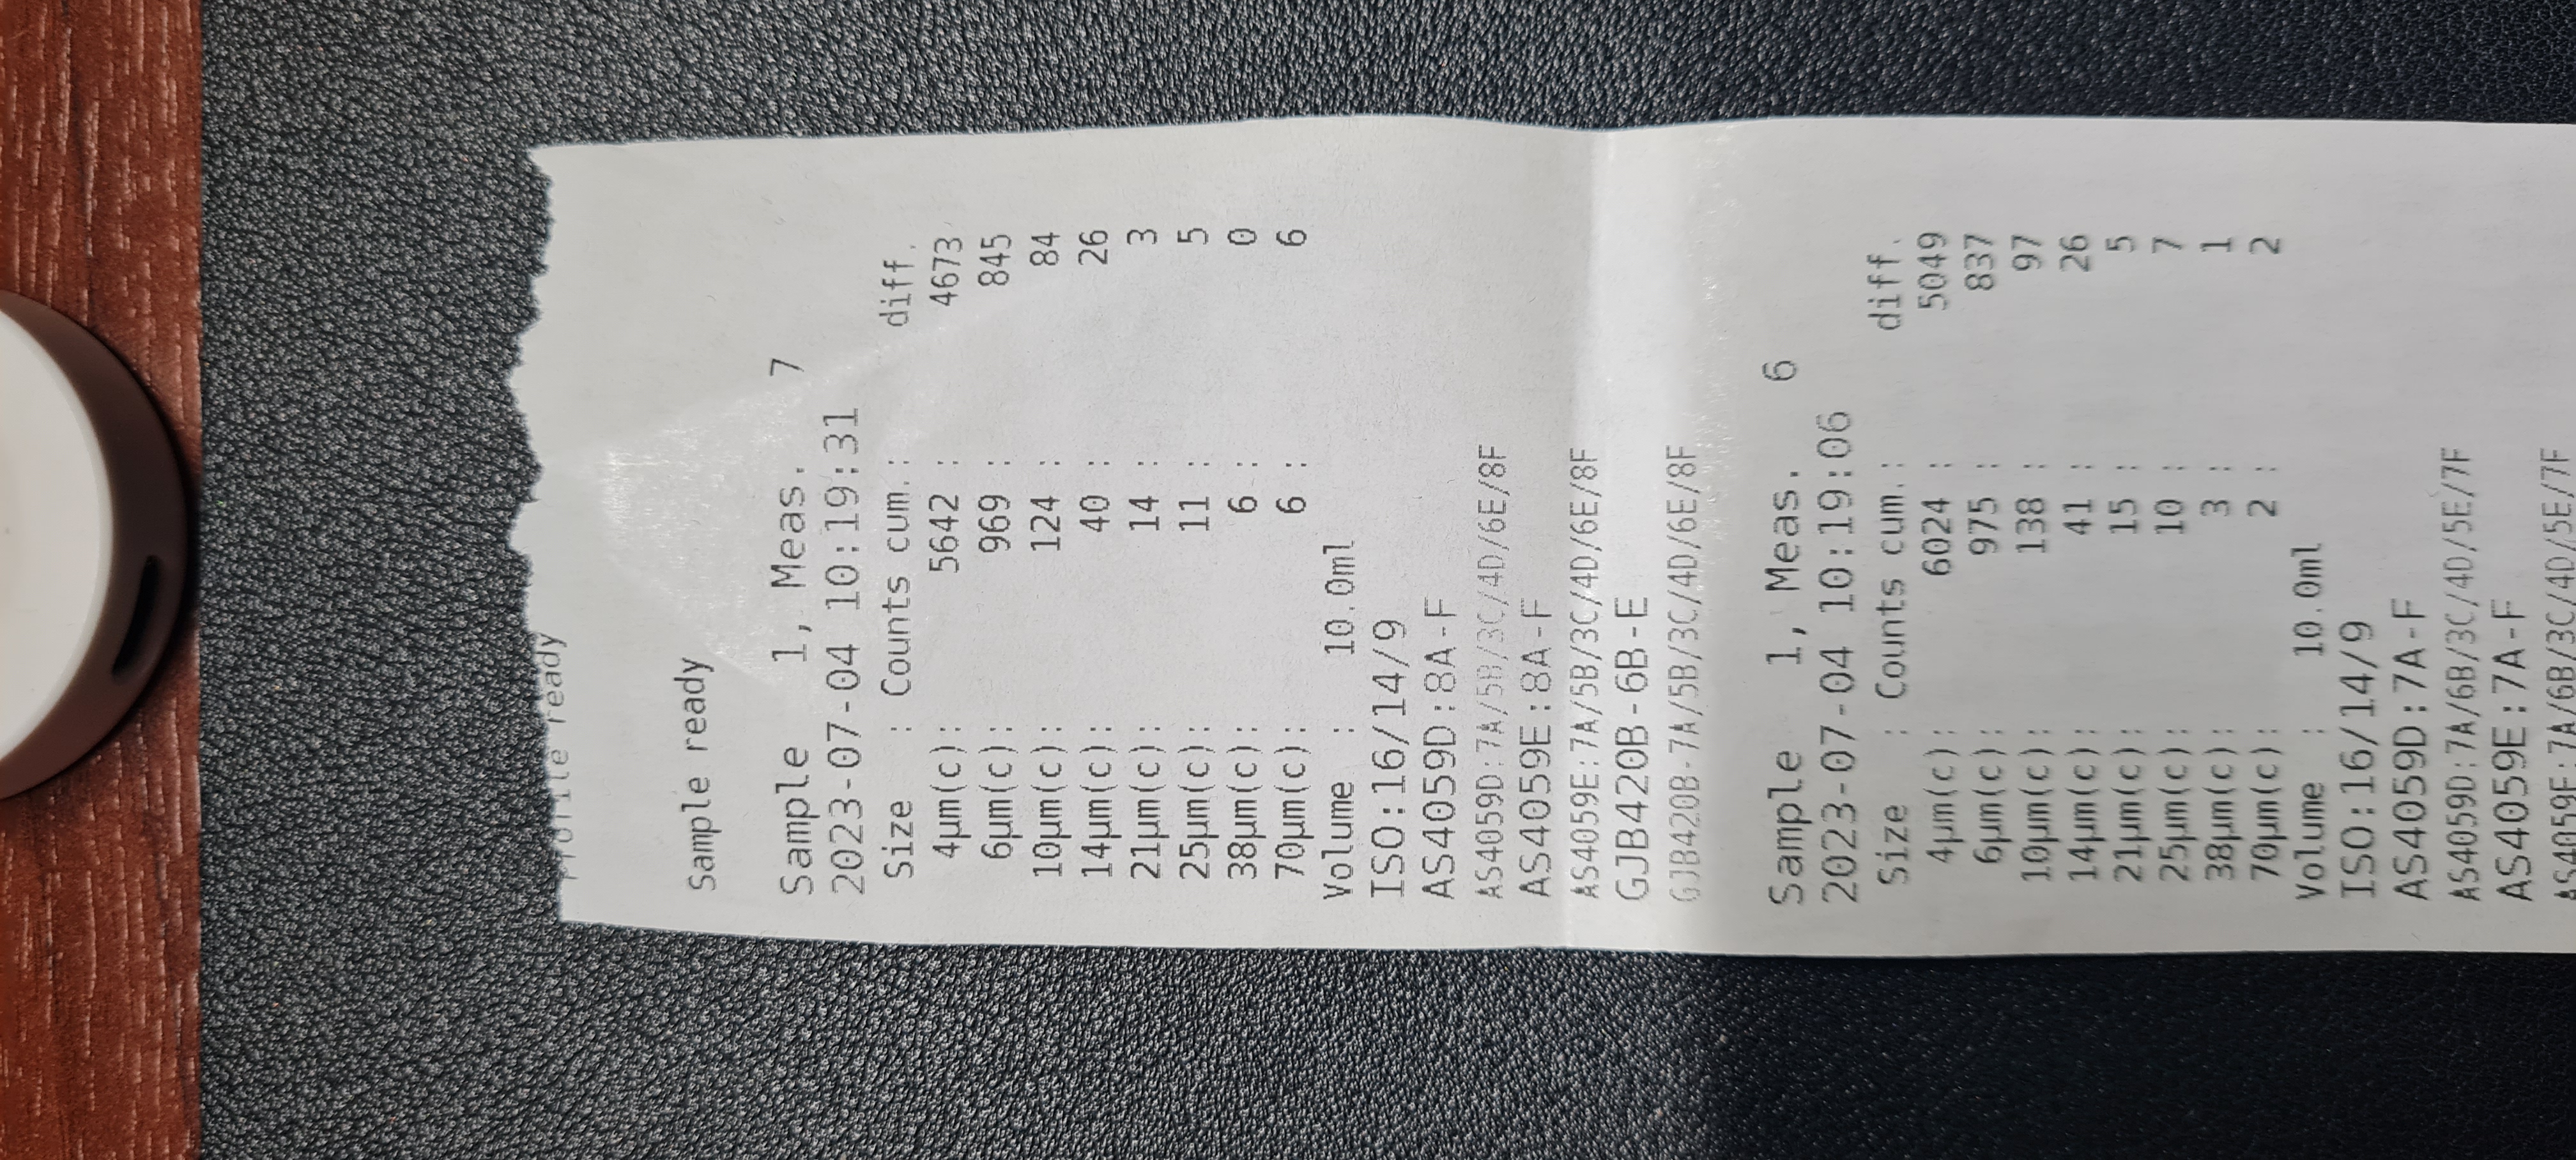 Profile ready
Sample ready
Sample 1, Meas. 7
2023-07-04 10:19:31
Size : Counts cum.: diff.
4µm(c): 5642 : 4673
6µm(c): 969 : 845
10µm(c): 124 : 84
14µm(c): 40 : 26
21µm(c): 14 : 3
25µm(c): 11 : 5
38µm(c): 6 : 0
70µm(c): 6 : 6
Volume : 10.0ml
ISO:16/14/9
AS4059D:8A-F
AS4059D:7A/5B/3C/4D/6E/8F
AS4059E:8A-F
AS4059E:7A/5B/3C/4D/6E/8F
GJB420B-6B-E
GJB420B-7A/5B/3C/4D/6E/8F
Sample 1, Meas. 6
2023-07-04 10:19:06
Size : Counts cum.: diff.
4µm(c): 6024 : 5049
6µm(c): 975 : 837
10µm(c): 138 : 97
14µm(c): 41 : 26
21µm(c): 15 : 5
25µm(c): 10 : 7
38µm(c): 3 : 1
70µm(c): 2 : 2
Volume : 10.0ml
ISO:16/14/9
AS4059D:7A-F
AS4059D:7A/6B/3C/4D/5E/7F
AS4059E:7A-F
AS4059E:7A/6B/3C/4D/5E/7F